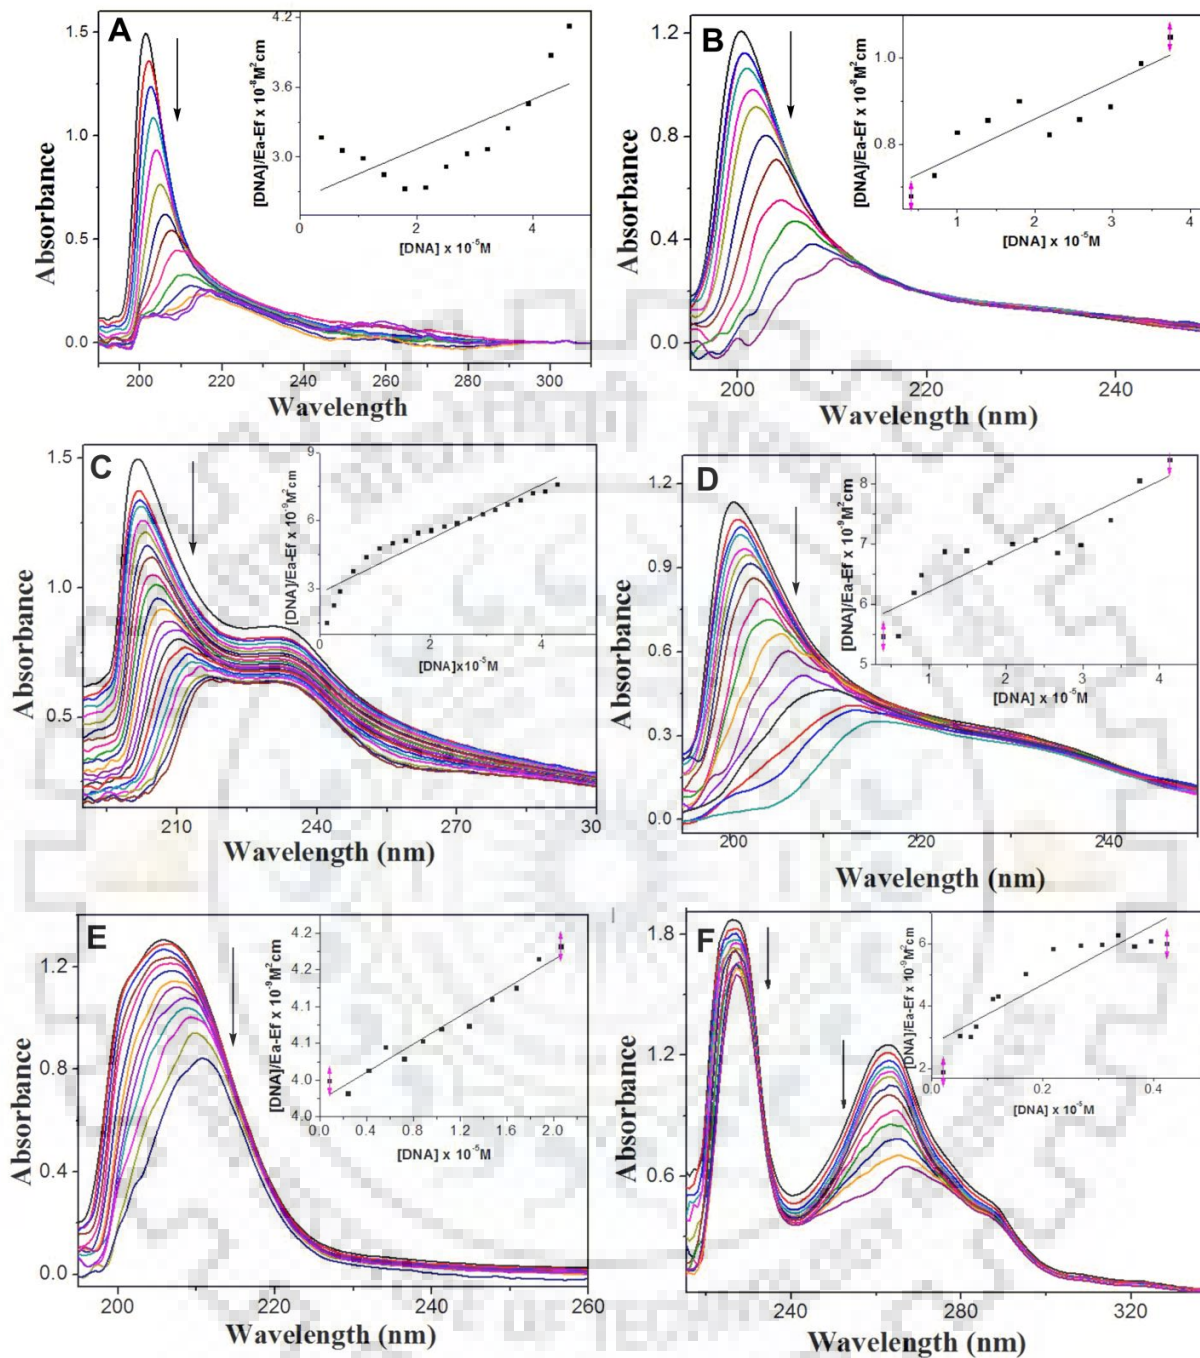 A
1.5
1.0
0.5
0.0
Absorbance
200 220 240 260 280 300
Wavelength
4.2
3.6
3.0
[DNA]/Ea-Ef x 10⁻⁸M²cm
0 2 4
[DNA] x 10⁻⁵M
B
1.2
0.8
0.4
0.0
Absorbance
200 220 240
Wavelength (nm)
1.0
0.8
[DNA]/Ea-Ef x 10⁻⁸M²cm
1 2 3 4
[DNA] x 10⁻⁵M
C
1.5
1.0
0.5
Absorbance
210 240 270 30
Wavelength (nm)
9
6
3
[DNA]/Ea-Ef x 10⁻⁹M²cm
0 2 4
[DNA]x10⁻⁵M
D
1.2
0.9
0.6
0.3
0.0
Absorbance
200 220 240
Wavelength (nm)
8
7
6
5
[DNA]/Ea-Ef x 10⁻⁹M²cm
1 2 3 4
[DNA] x 10⁻⁵M
E
1.2
0.8
0.4
0.0
Absorbance
200 220 240 260
Wavelength (nm)
4.2
4.2
4.1
4.1
4.0
4.0
[DNA]/Ea-Ef x 10⁻⁹M²cm
0.0 0.4 0.8 1.2 1.6 2.0
[DNA] x 10⁻⁵M
F
1.8
1.2
0.6
Absorbance
240 280 320
Wavelength (nm)
6
4
2
[DNA]/Ea-Ef x 10⁻⁹M²cm
0.0 0.2 0.4
[DNA] x 10⁻⁵M